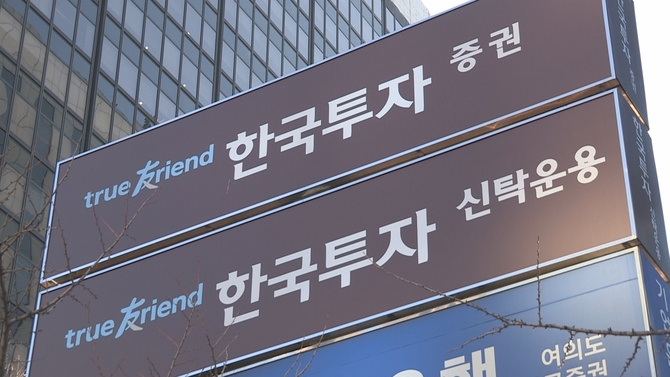 true 友riend 한국투자 증권
true 友riend 한국투자 신탁운용
행 여의도